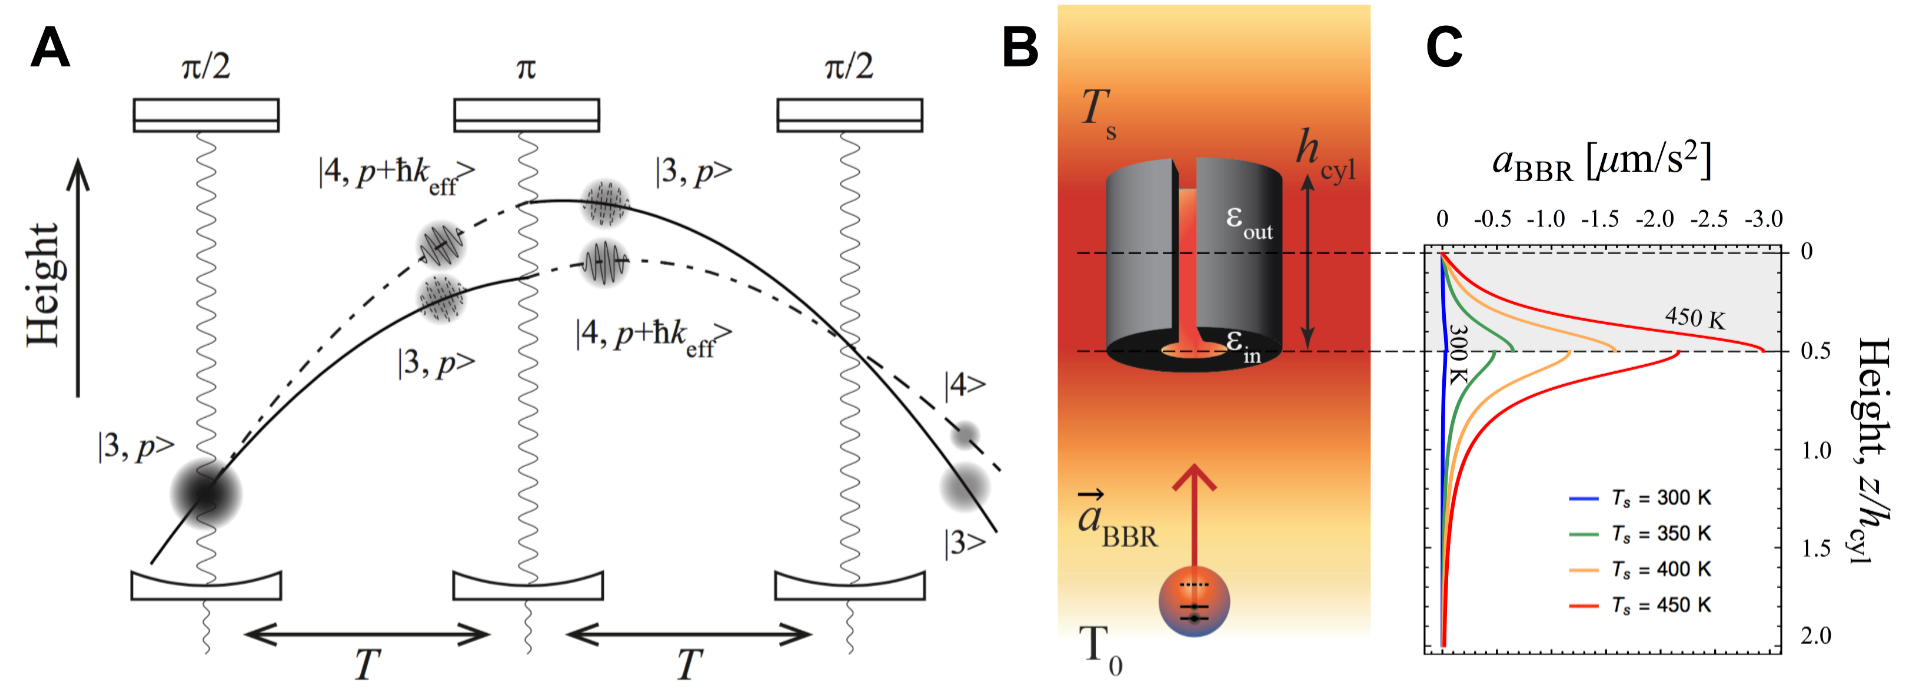 A
π/2
π
π/2
Height
|4, p+ħk_eff>
|3, p>
|3, p>
|4, p+ħk_eff>
|3, p>
|4>
|3>
T
T
B
T_s
h_cyl
ε_out
ε_in
a_BBR
T_0
C
a_BBR [μm/s²]
0 -0.5 -1.0 -1.5 -2.0 -2.5 -3.0
0
450 K
300 K
0.5
1.0
1.5
2.0
Height, z/h_cyl
T_s = 300 K
T_s = 350 K
T_s = 400 K
T_s = 450 K